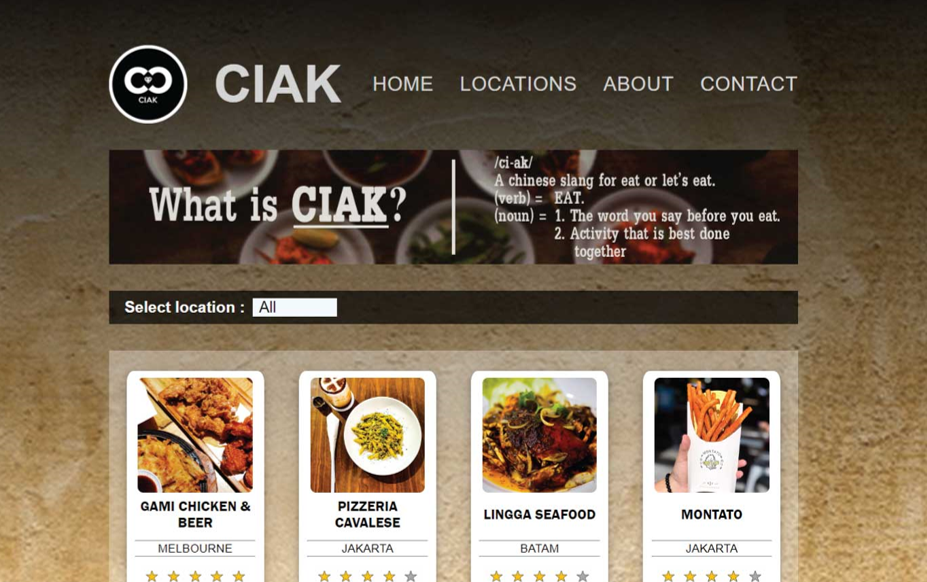 CIAK
CIAK
HOME
LOCATIONS
ABOUT
CONTACT
What is CIAK?
/ci-ak/
A chinese slang for eat or let's eat.
(verb) = EAT.
(noun) = 1. The word you say before you eat.
2. Activity that is best done
together
Select location :
All
GAMI CHICKEN &
BEER
MELBOURNE
PIZZERIA
CAVALESE
JAKARTA
LINGGA SEAFOOD
BATAM
MONTATO
JAKARTA